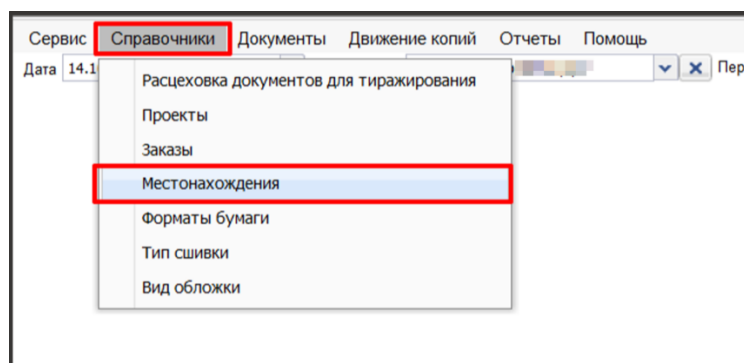 Сервис Справочники Документы Движение копий Отчеты Помощь
Дата 14.1
Расцеховка документов для тиражирования
Проекты
Заказы
Местонахождения
Форматы бумаги
Тип сшивки
Вид обложки